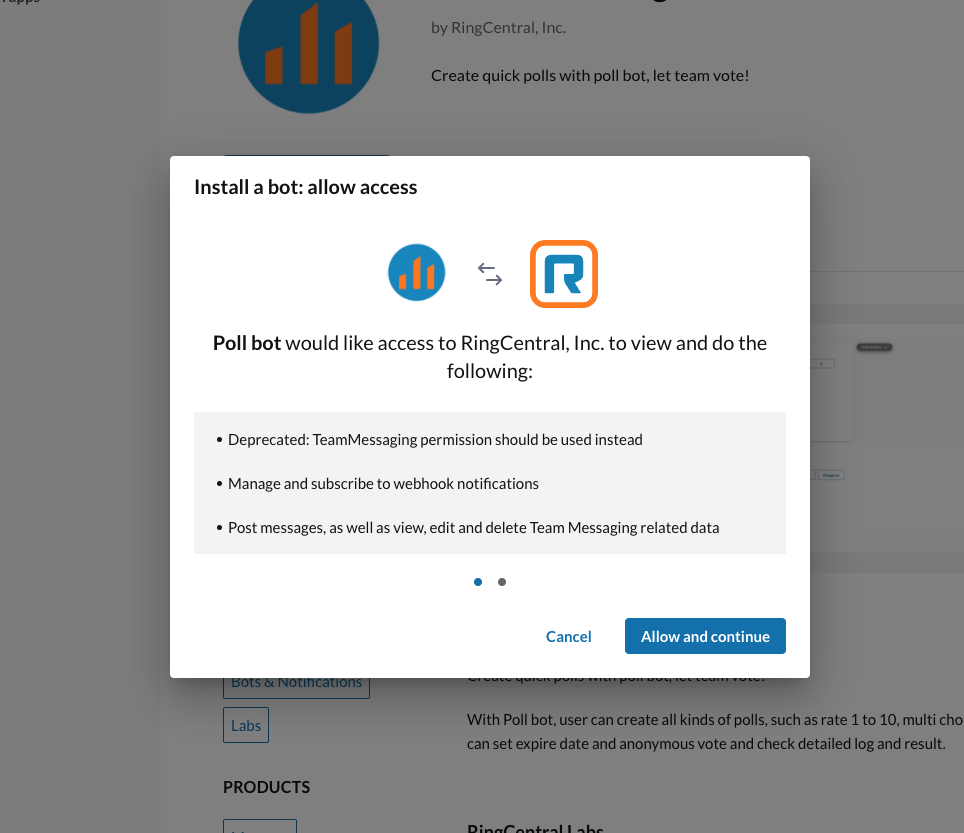 by RingCentral, Inc.
Create quick polls with poll bot, let team vote!
Install a bot: allow access
Poll bot would like access to RingCentral, Inc. to view and do the
following:
• Deprecated: TeamMessaging permission should be used instead
• Manage and subscribe to webhook notifications
• Post messages, as well as view, edit and delete Team Messaging related data
Cancel
Allow and continue
Bots & Notifications
Create quick polls with poll bot, let team vote!
Labs
With Poll bot, user can create all kinds of polls, such as rate 1 to 10, multi cho
can set expire date and anonymous vote and check detailed log and result.
PRODUCTS
RingCentral Labs